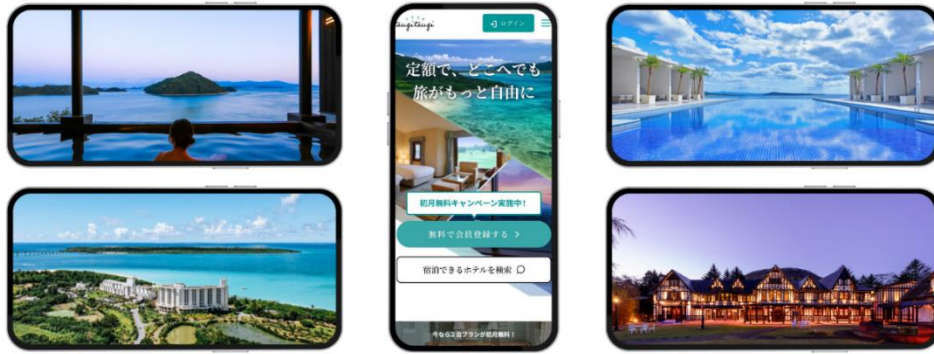 tsugitsugi
ログイン
定額で、どこへでも
旅がもっと自由に
初月無料キャンペーン実施中！
無料で会員登録する
宿泊できるホテルを検索
今なら2泊プランが初月無料！